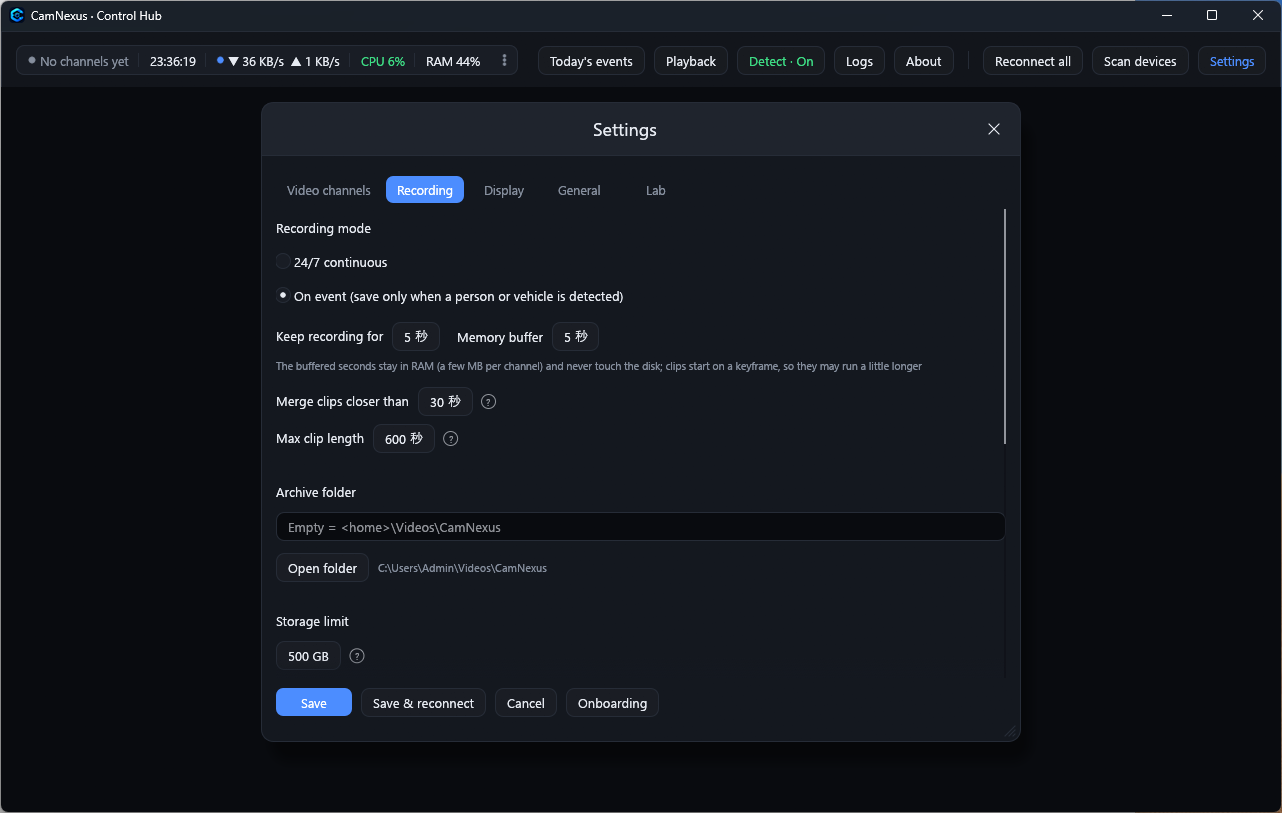 CamNexus · Control Hub
No channels yet 23:36:19 ▼ 36 KB/s ▲ 1 KB/s CPU 6% RAM 44% Today's events Playback Detect · On Logs About Reconnect all Scan devices Settings
Settings
Video channels Recording Display General Lab
Recording mode
24/7 continuous
On event (save only when a person or vehicle is detected)
Keep recording for 5 秒 Memory buffer 5 秒
The buffered seconds stay in RAM (a few MB per channel) and never touch the disk; clips start on a keyframe, so they may run a little longer
Merge clips closer than 30 秒 ?
Max clip length 600 秒 ?
Archive folder
Empty = <home>\Videos\CamNexus
Open folder C:\Users\Admin\Videos\CamNexus
Storage limit
500 GB ?
Save Save & reconnect Cancel Onboarding